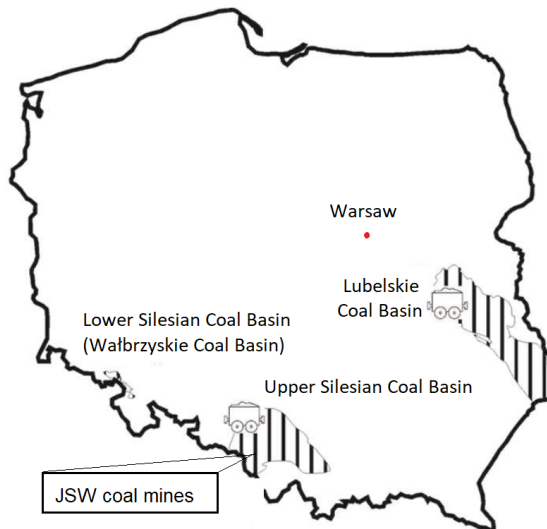 Warsaw
Lubelskie
Coal Basin
Lower Silesian Coal Basin
(Wałbrzyskie Coal Basin)
Upper Silesian Coal Basin
JSW coal mines